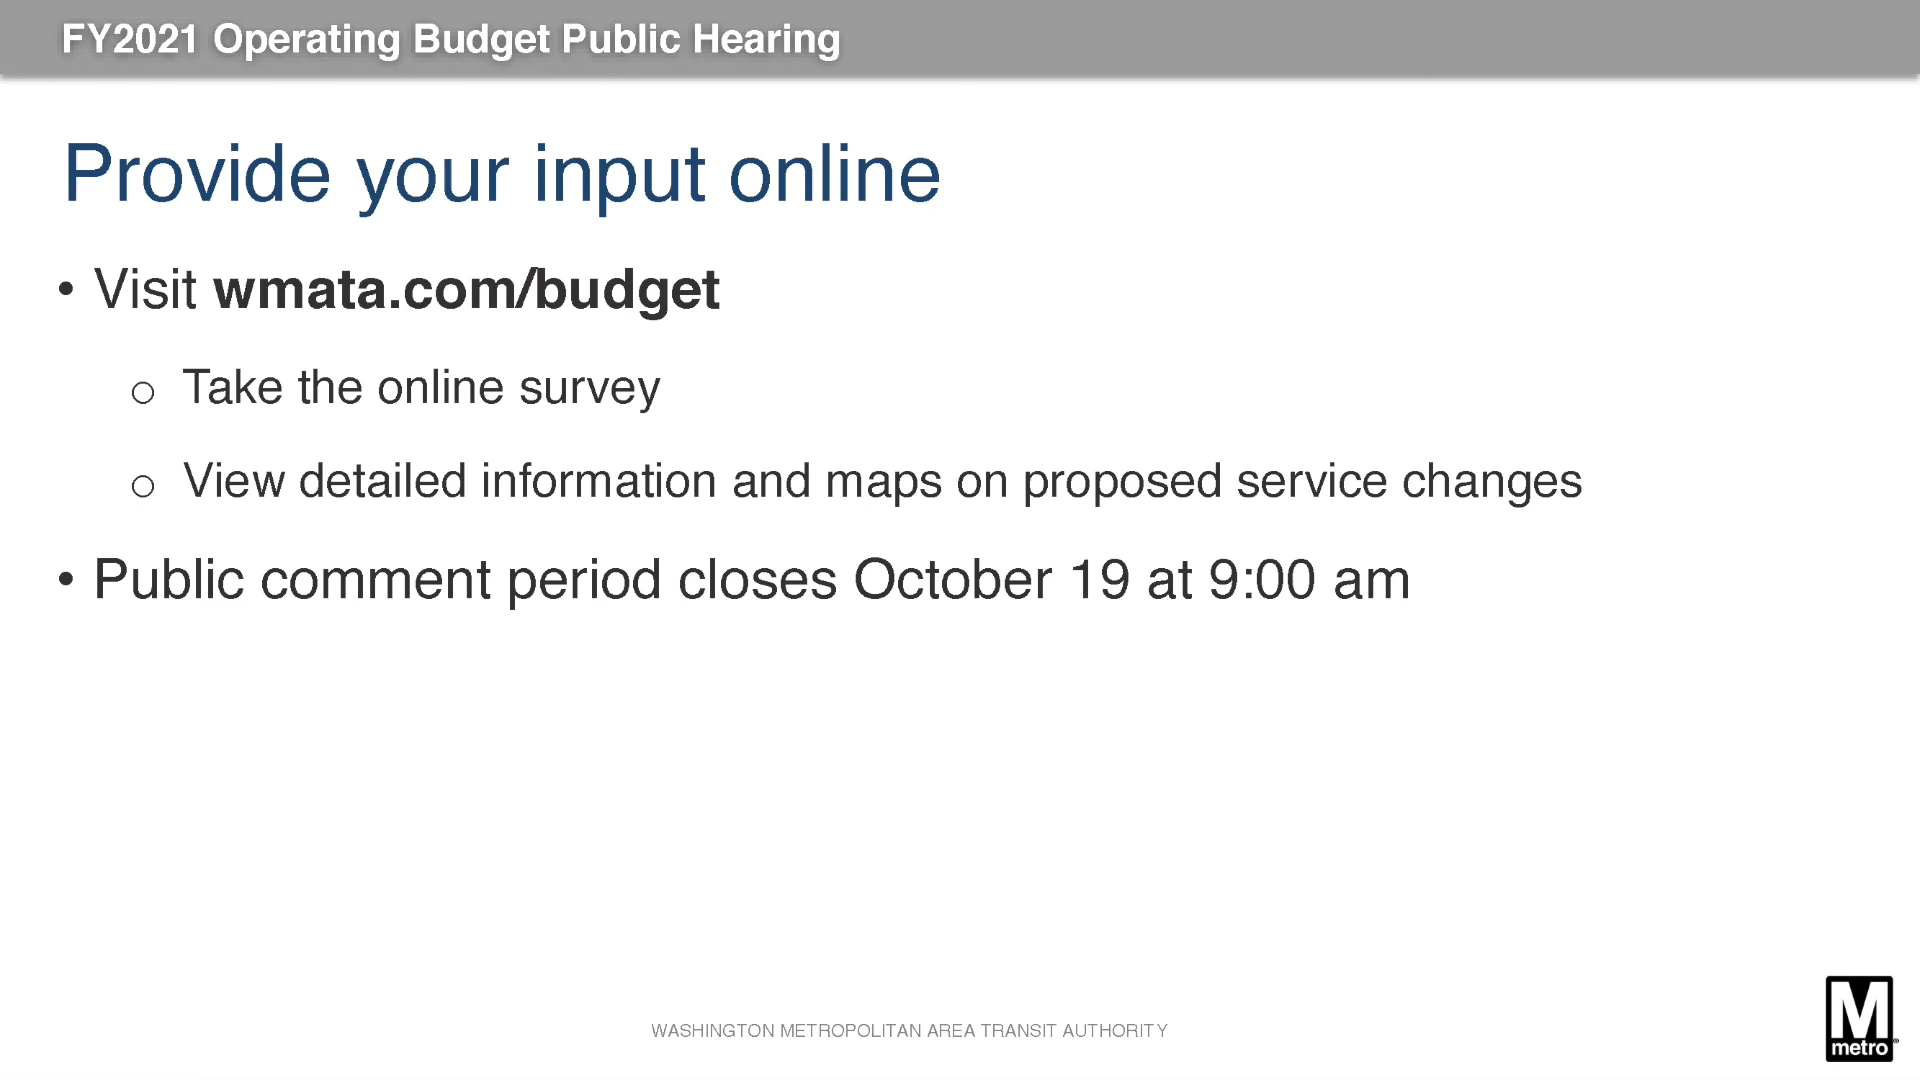 FY2021 Operating Budget Public Hearing
Provide your input online
• Visit wmata.com/budget
o Take the online survey
o View detailed information and maps on proposed service changes
• Public comment period closes October 19 at 9:00 am
WASHINGTON METROPOLITAN AREA TRANSIT AUTHORITY
M
metro®